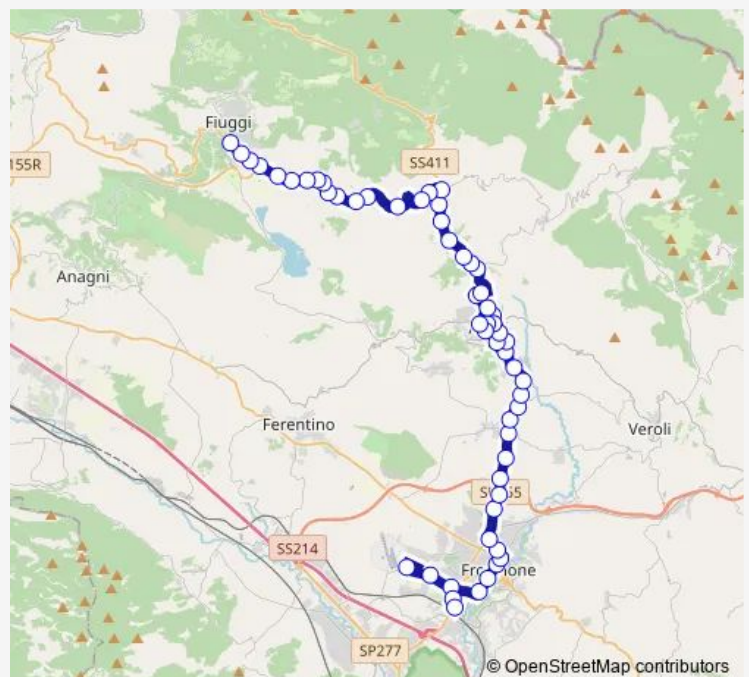 Fiuggi
SS411
155R
Anagni
Ferentino
Veroli
SS214
SP277
© OpenStreetMap contributors